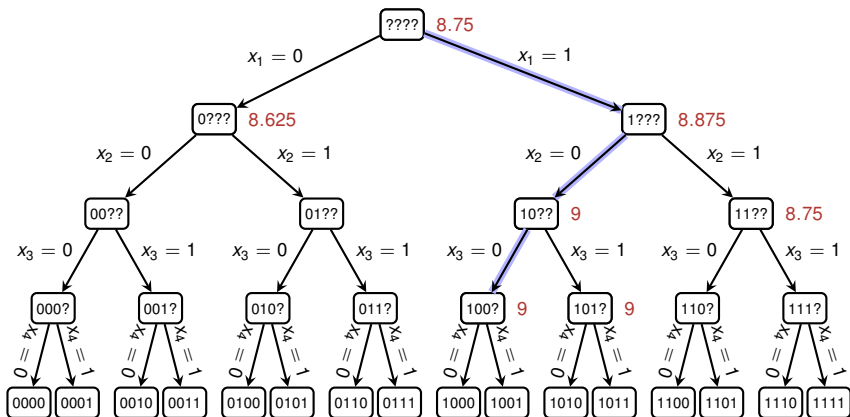 ???? 8.75
x₁ = 0 x₁ = 1
0??? 8.625 1??? 8.875
x₂ = 0 x₂ = 1 x₂ = 0 x₂ = 1
00?? 01?? 10?? 9 11?? 8.75
x₃ = 0 x₃ = 1 x₃ = 0 x₃ = 1 x₃ = 0 x₃ = 1 x₃ = 0 x₃ = 1
000? 001? 010? 011? 100? 9 101? 9 110? 111?
x₄ = 0 x₄ = 1 x₄ = 0 x₄ = 1 x₄ = 0 x₄ = 1 x₄ = 0 x₄ = 1 x₄ = 0 x₄ = 1 x₄ = 0 x₄ = 1 x₄ = 0 x₄ = 1 x₄ = 0 x₄ = 1
0000 0001 0010 0011 0100 0101 0110 0111 1000 1001 1010 1011 1100 1101 1110 1111